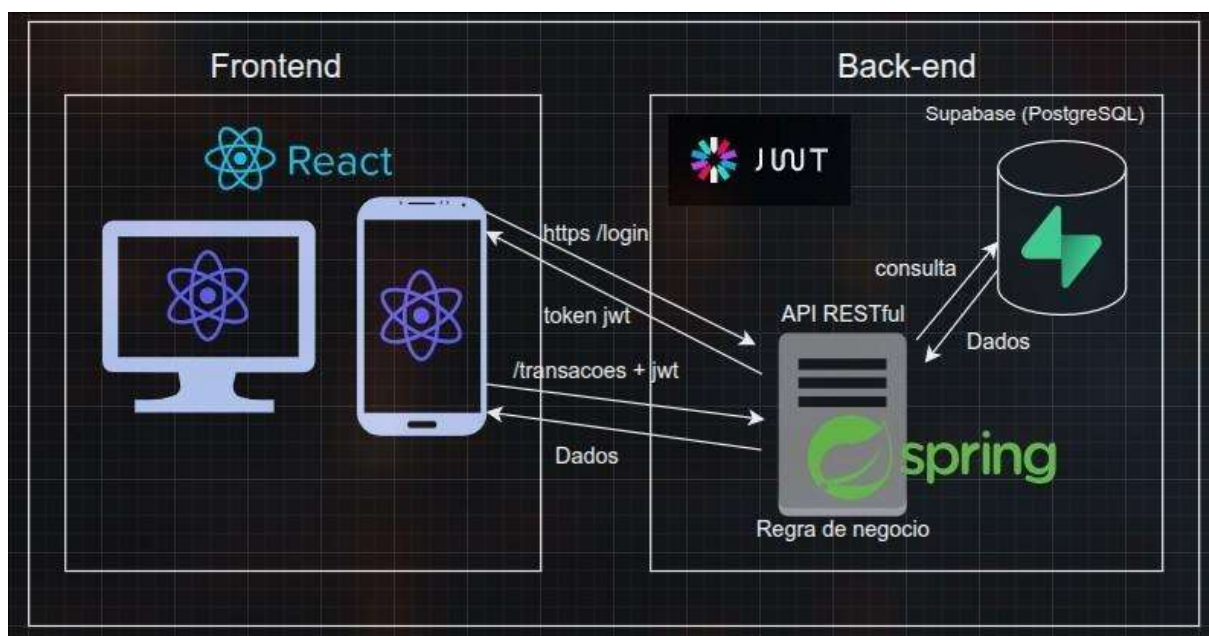 Frontend
Back-end
Supabase (PostgreSQL)
React
JWT
https /login
consulta
token jwt
API RESTful
Dados
/transacoes + jwt
Dados
spring
Regra de negocio